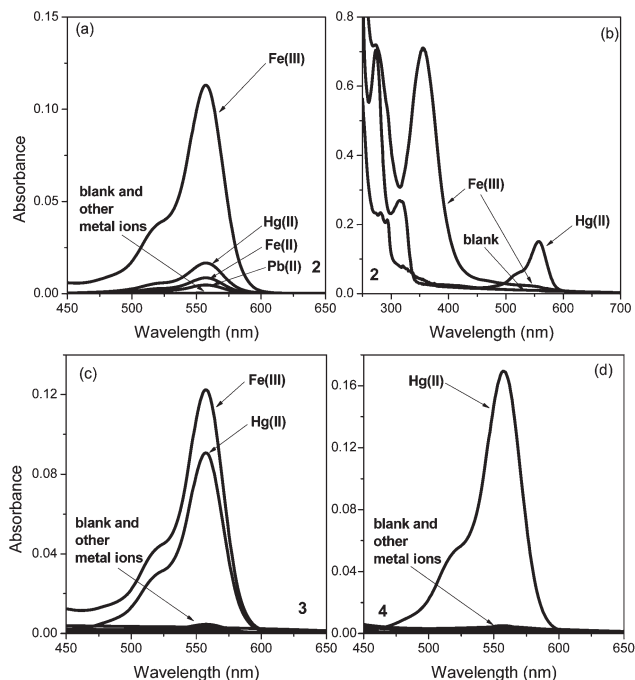 (a)
0.15
0.10
0.05
0.00
Absorbance
Fe(III)
blank and
other
metal ions
Hg(II)
Fe(II)
Pb(II)
2
450 500 550 600 650
Wavelength (nm)
(b)
0.8
0.6
0.4
0.2
0.0
Fe(III)
Hg(II)
blank
2
300 400 500 600 700
Wavelength (nm)
(c)
0.12
0.08
0.04
0.00
Absorbance
Fe(III)
Hg(II)
blank and
other
metal ions
3
450 500 550 600 650
Wavelength (nm)
(d)
0.16
0.12
0.08
0.04
0.00
Hg(II)
blank and
other
metal ions
4
450 500 550 600 650
Wavelength (nm)